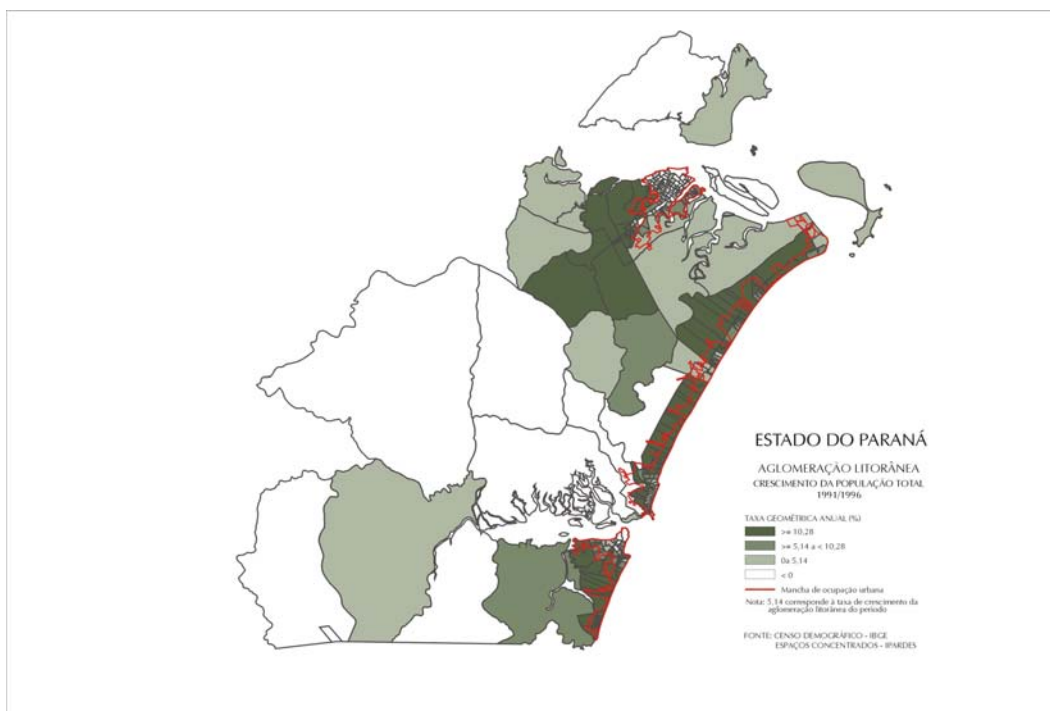 ESTADO DO PARANÁ
AGLOMERAÇÃO LITORÂNEA
CRESCIMENTO DA POPULAÇÃO TOTAL
1991/1996
TAXA GEOMÉTRICA ANUAL (%)
>= 10,28
>= 5,14 a < 10,28
0a 5,14
< 0
Mancha de ocupação urbana
Nota: 5,14 corresponde à taxa de crescimento da
aglomeração litorânea do período
FONTE: CENSO DEMOGRÁFICO - IBGE
ESPAÇOS CONCENTRADOS - IPARDES